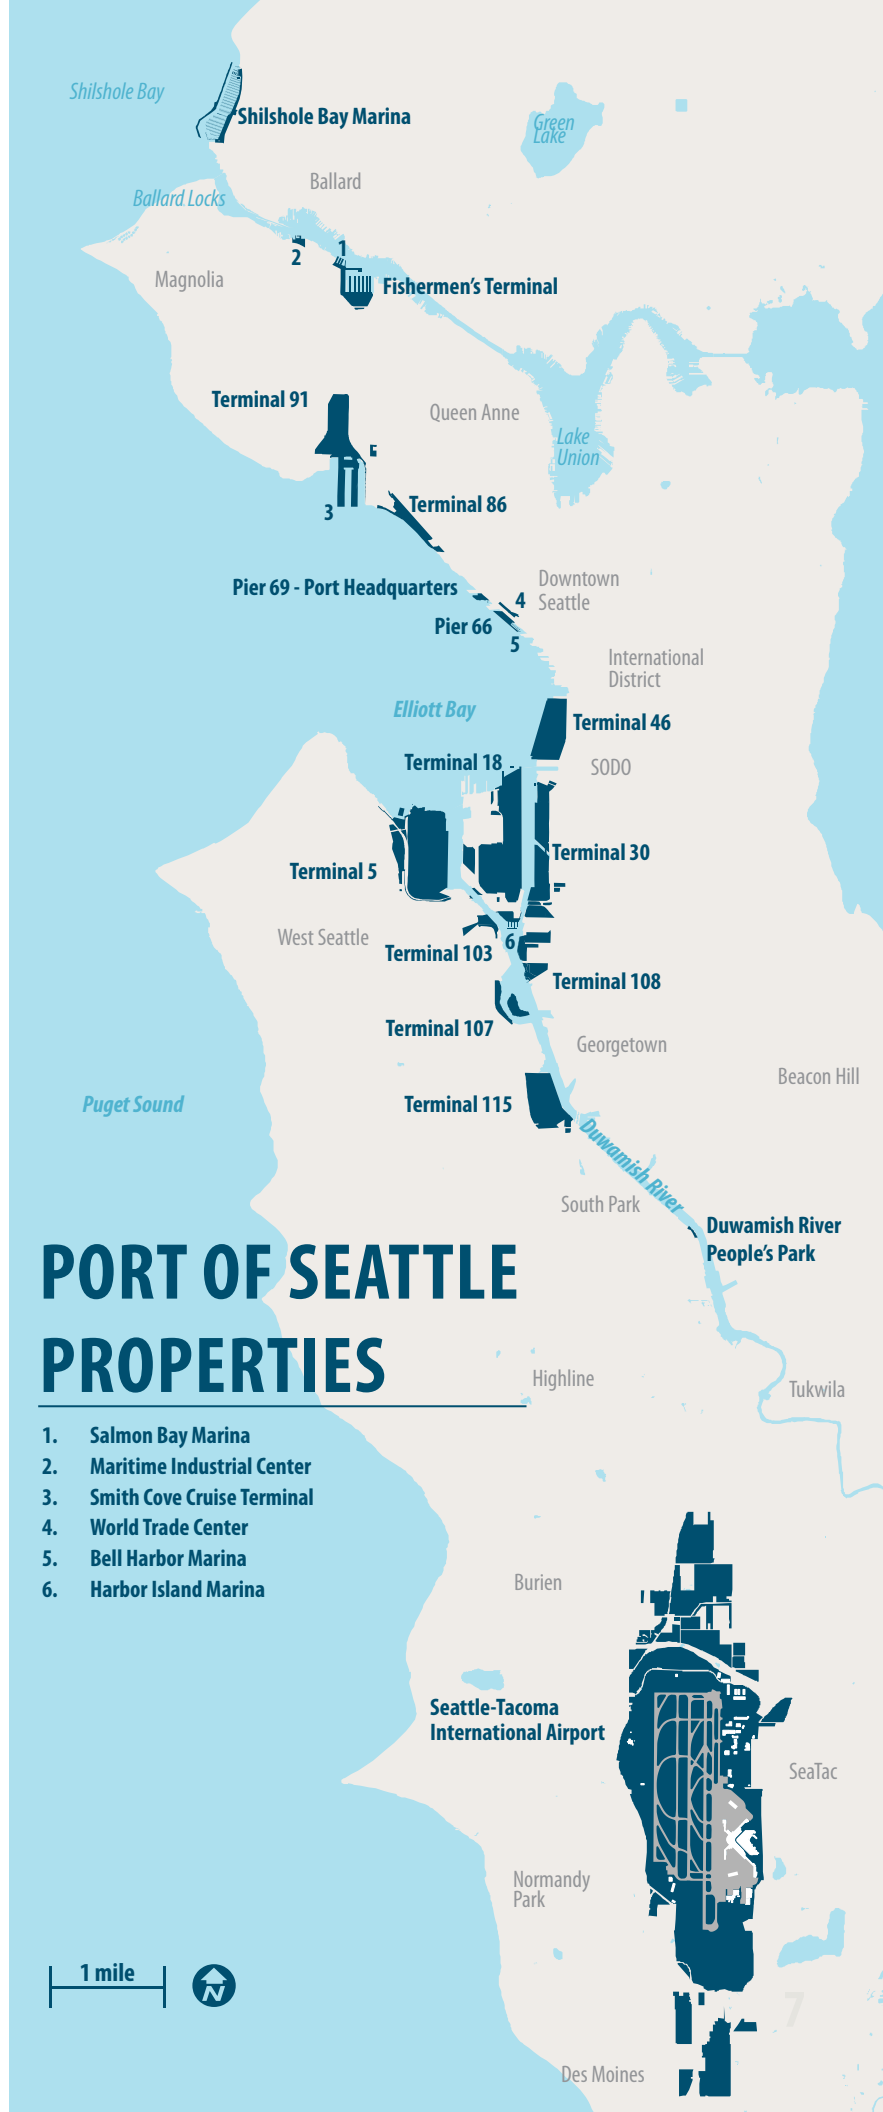 Shilshole Bay
Shilshole Bay Marina
Green
Lake
Ballard
Ballard Locks
1
2
Magnolia
Fishermen's Terminal
Terminal 91
Queen Anne
Lake
Union
Terminal 86
3
Downtown
Seattle
Pier 69 - Port Headquarters
4
Pier 66
5
International
District
Elliott Bay
Terminal 46
Terminal 18
SODO
Terminal 30
Terminal 5
West Seattle
6
Terminal 103
Terminal 108
Terminal 107
Georgetown
Beacon Hill
Puget Sound
Terminal 115
Duwamish River
South Park
Duwamish River
People's Park
PORT OF SEATTLE
PROPERTIES
Highline
Tukwila
1. Salmon Bay Marina
2. Maritime Industrial Center
3. Smith Cove Cruise Terminal
4. World Trade Center
5. Bell Harbor Marina
6. Harbor Island Marina
Burien
Seattle-Tacoma
International Airport
SeaTac
Normandy
Park
1 mile
N
7
Des Moines